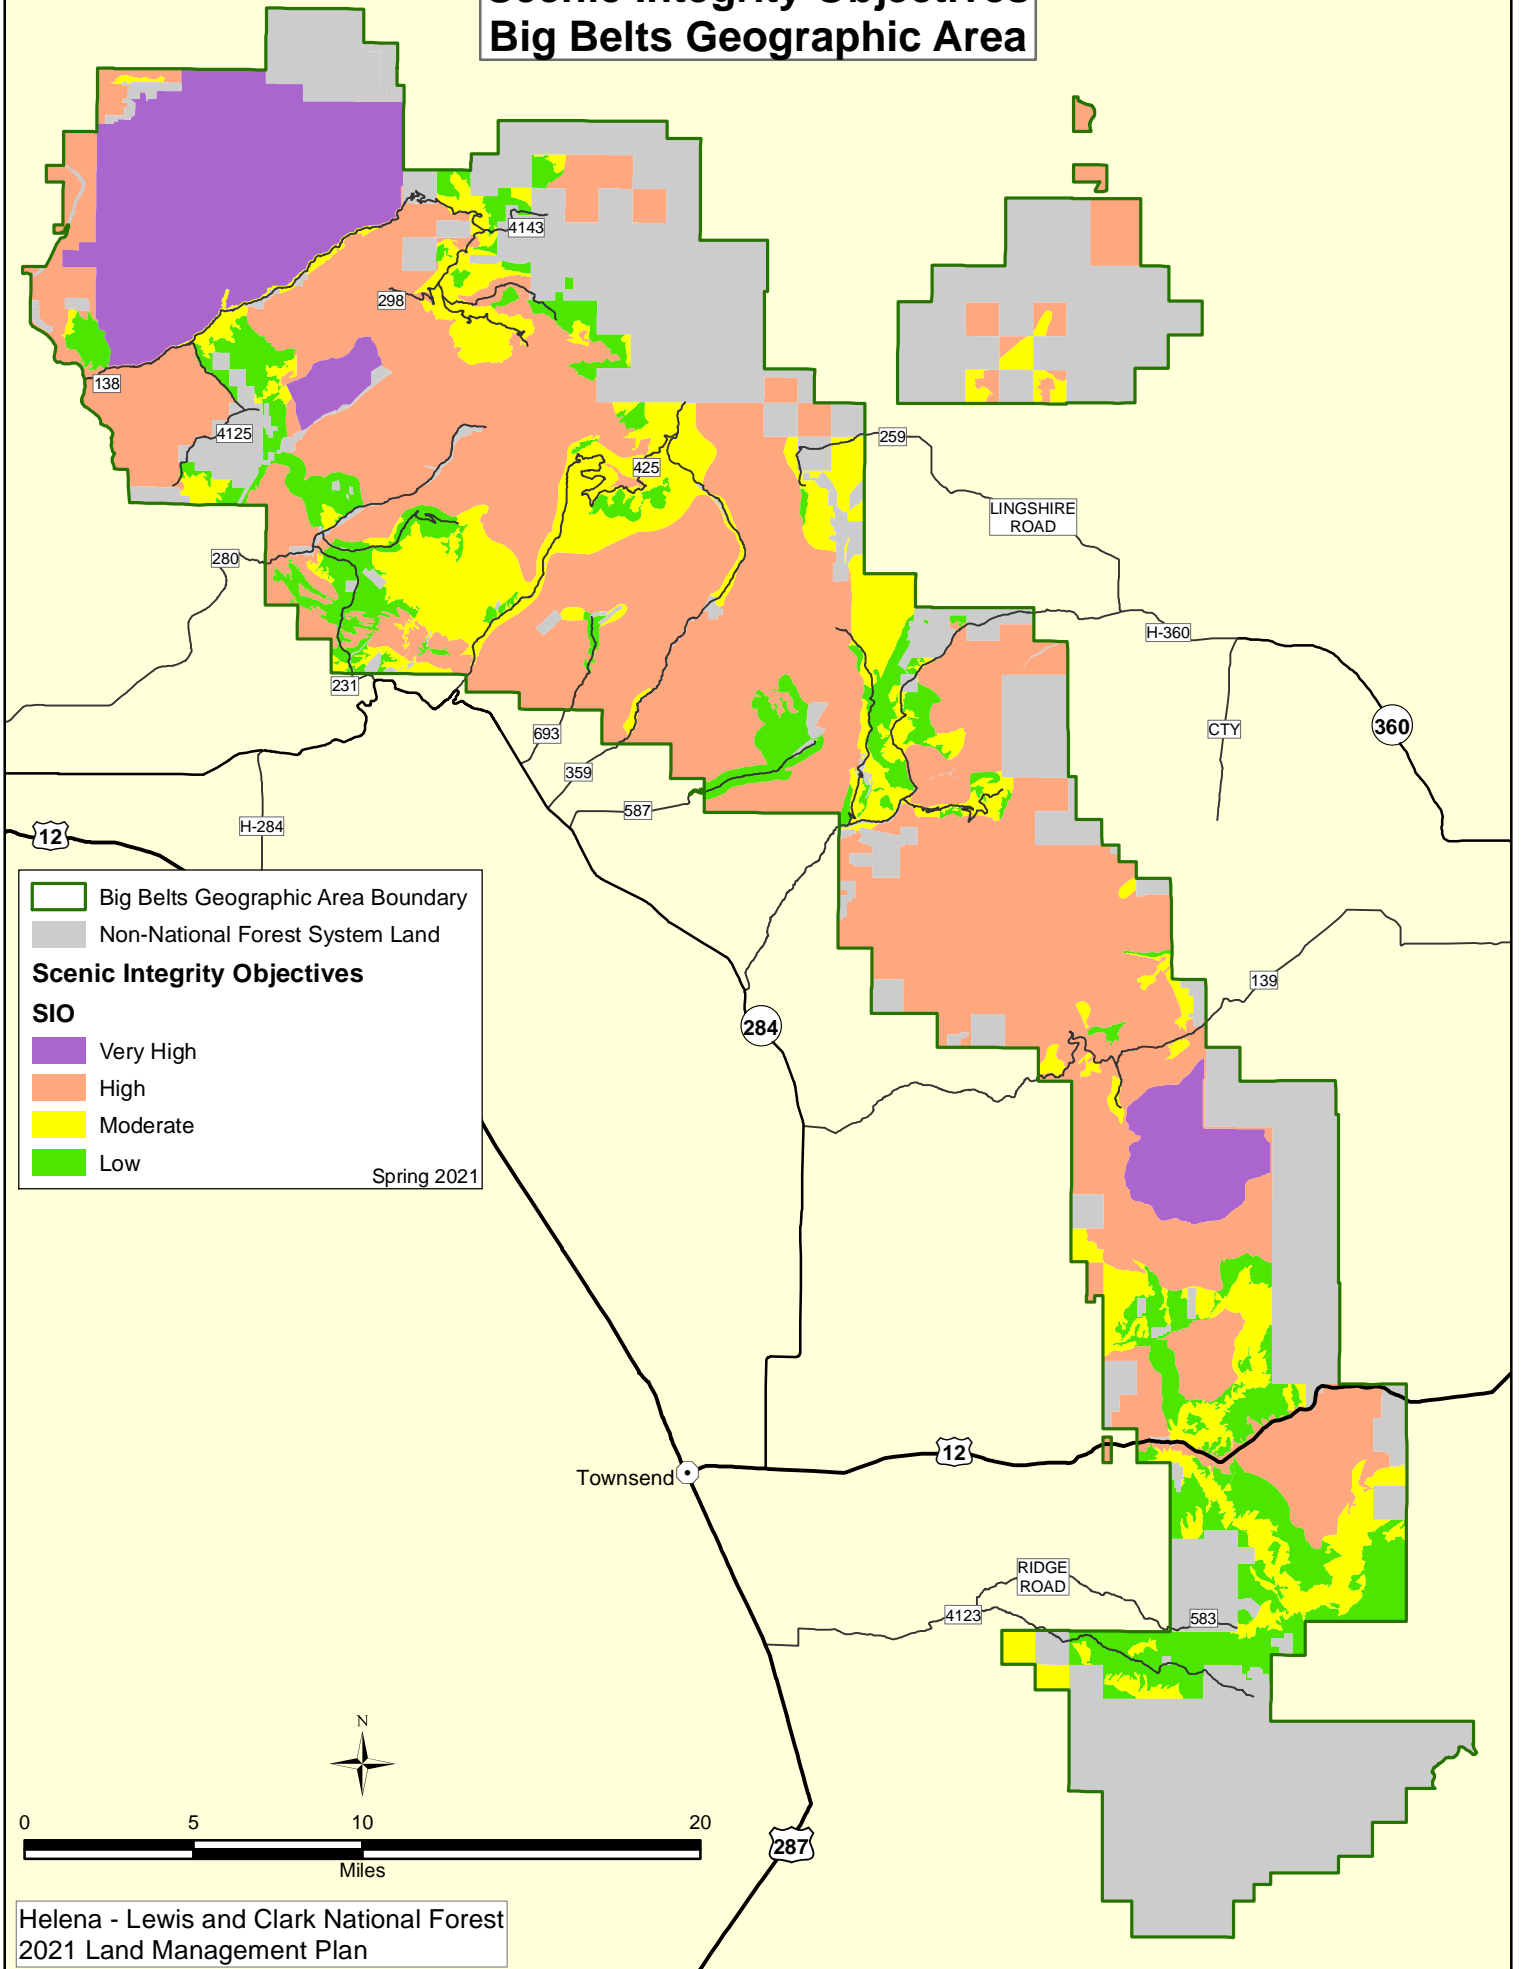 Scenic Integrity Objectives
Big Belts Geographic Area
4143
298
138
4125
425
259
LINGSHIRE
ROAD
280
H-360
231
693
359
587
CTY
360
12
H-284
Big Belts Geographic Area Boundary
Non-National Forest System Land
Scenic Integrity Objectives
SIO
Very High
High
Moderate
Low
Spring 2021
139
284
12
Townsend
RIDGE
ROAD
4123
583
N
0 5 10 20
Miles
287
Helena - Lewis and Clark National Forest
2021 Land Management Plan